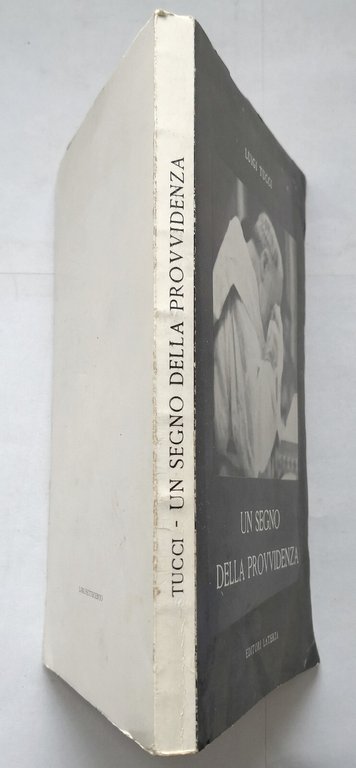 TUCCI - UN SEGNO DELLA PROVVIDENZA
LUIGI TUCCI
UN SEGNO
DELLA PROVVIDENZA
EDITORI LATERZA